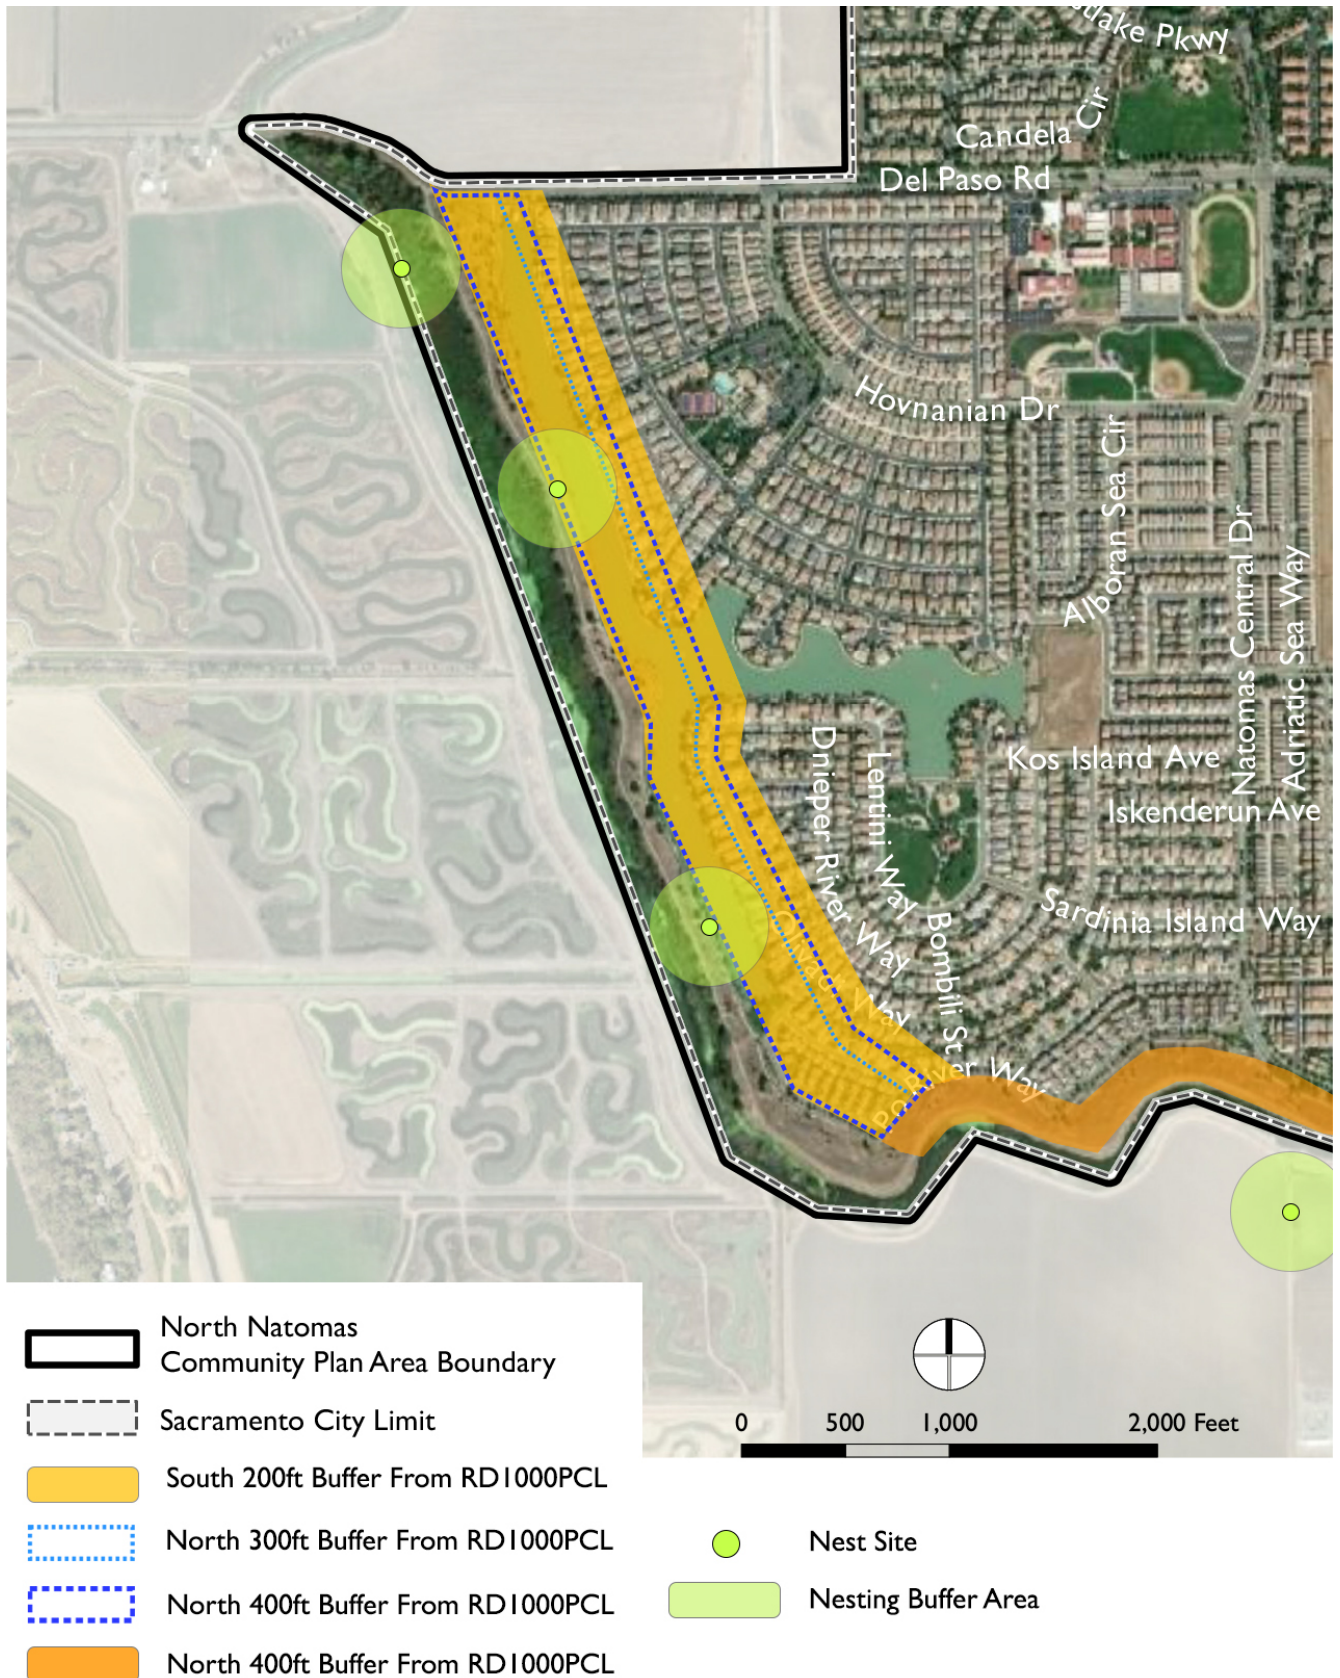 Candela Cir
Del Paso Rd
Hovnanian Dr
Alboran Sea Cir
Natomas Central Dr
Adriatic Sea Way
Kos Island Ave
Iskenderun Ave
Dnieper River Way
Lentini Way
Sardinia Island Way
Bombili St
Way
River Way
North Natomas
Community Plan Area Boundary
Sacramento City Limit
South 200ft Buffer From RD1000PCL
North 300ft Buffer From RD1000PCL
North 400ft Buffer From RD1000PCL
North 400ft Buffer From RD1000PCL
0 500 1,000 2,000 Feet
Nest Site
Nesting Buffer Area
Pkwy